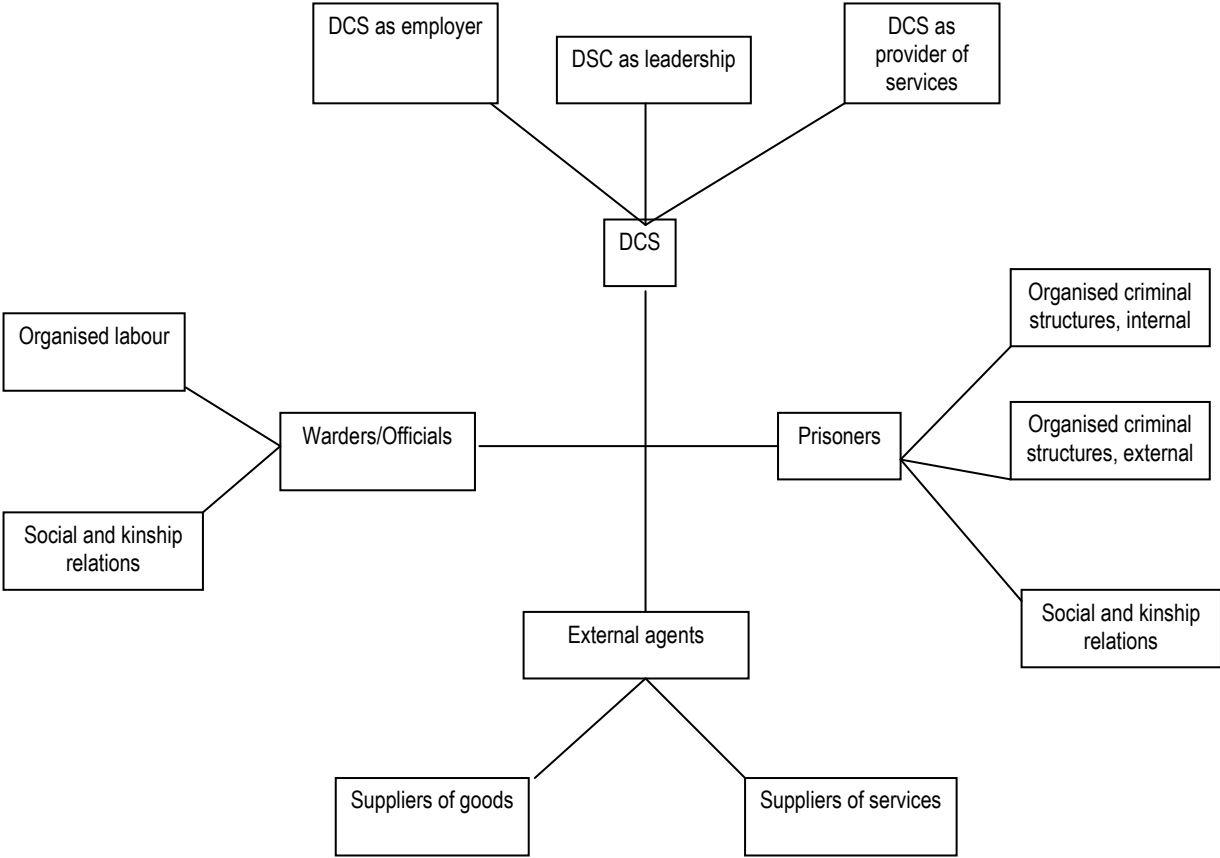 DCS as employer
DSC as leadership
DCS as
provider of
services
DCS
Organised criminal
structures, internal
Organised labour
Organised criminal
structures, external
Warders/Officials
Prisoners
Social and kinship
relations
Social and kinship
relations
External agents
Suppliers of goods
Suppliers of services